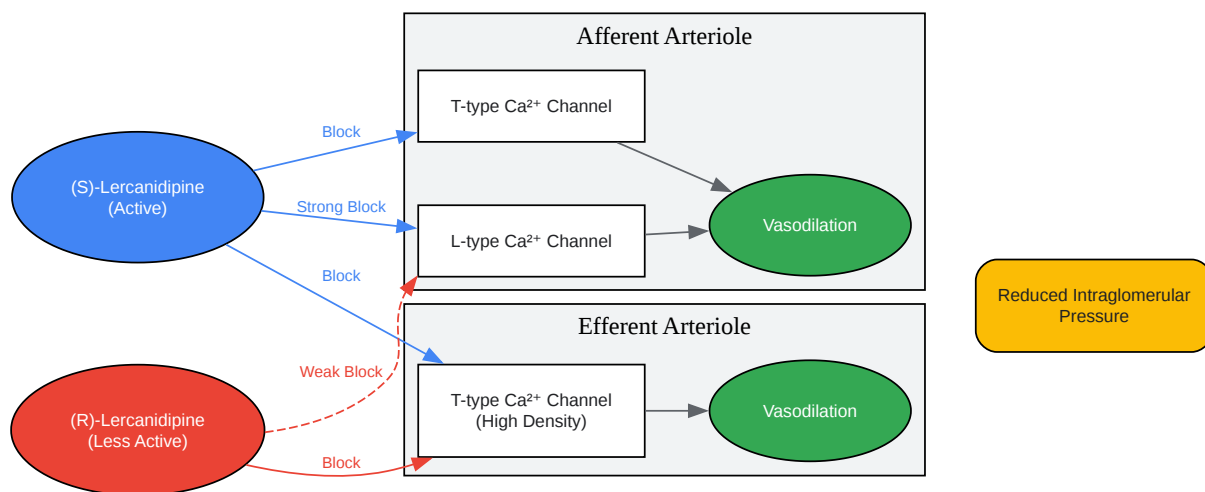 Afferent Arteriole
T-type Ca²⁺ Channel
Block
(S)-Lercanidipine
(Active)
Strong Block
L-type Ca²⁺ Channel
Vasodilation
Block
Reduced Intraglomerular
Pressure
Efferent Arteriole
Weak Block
T-type Ca²⁺ Channel
(High Density)
Vasodilation
(R)-Lercanidipine
(Less Active)
Block